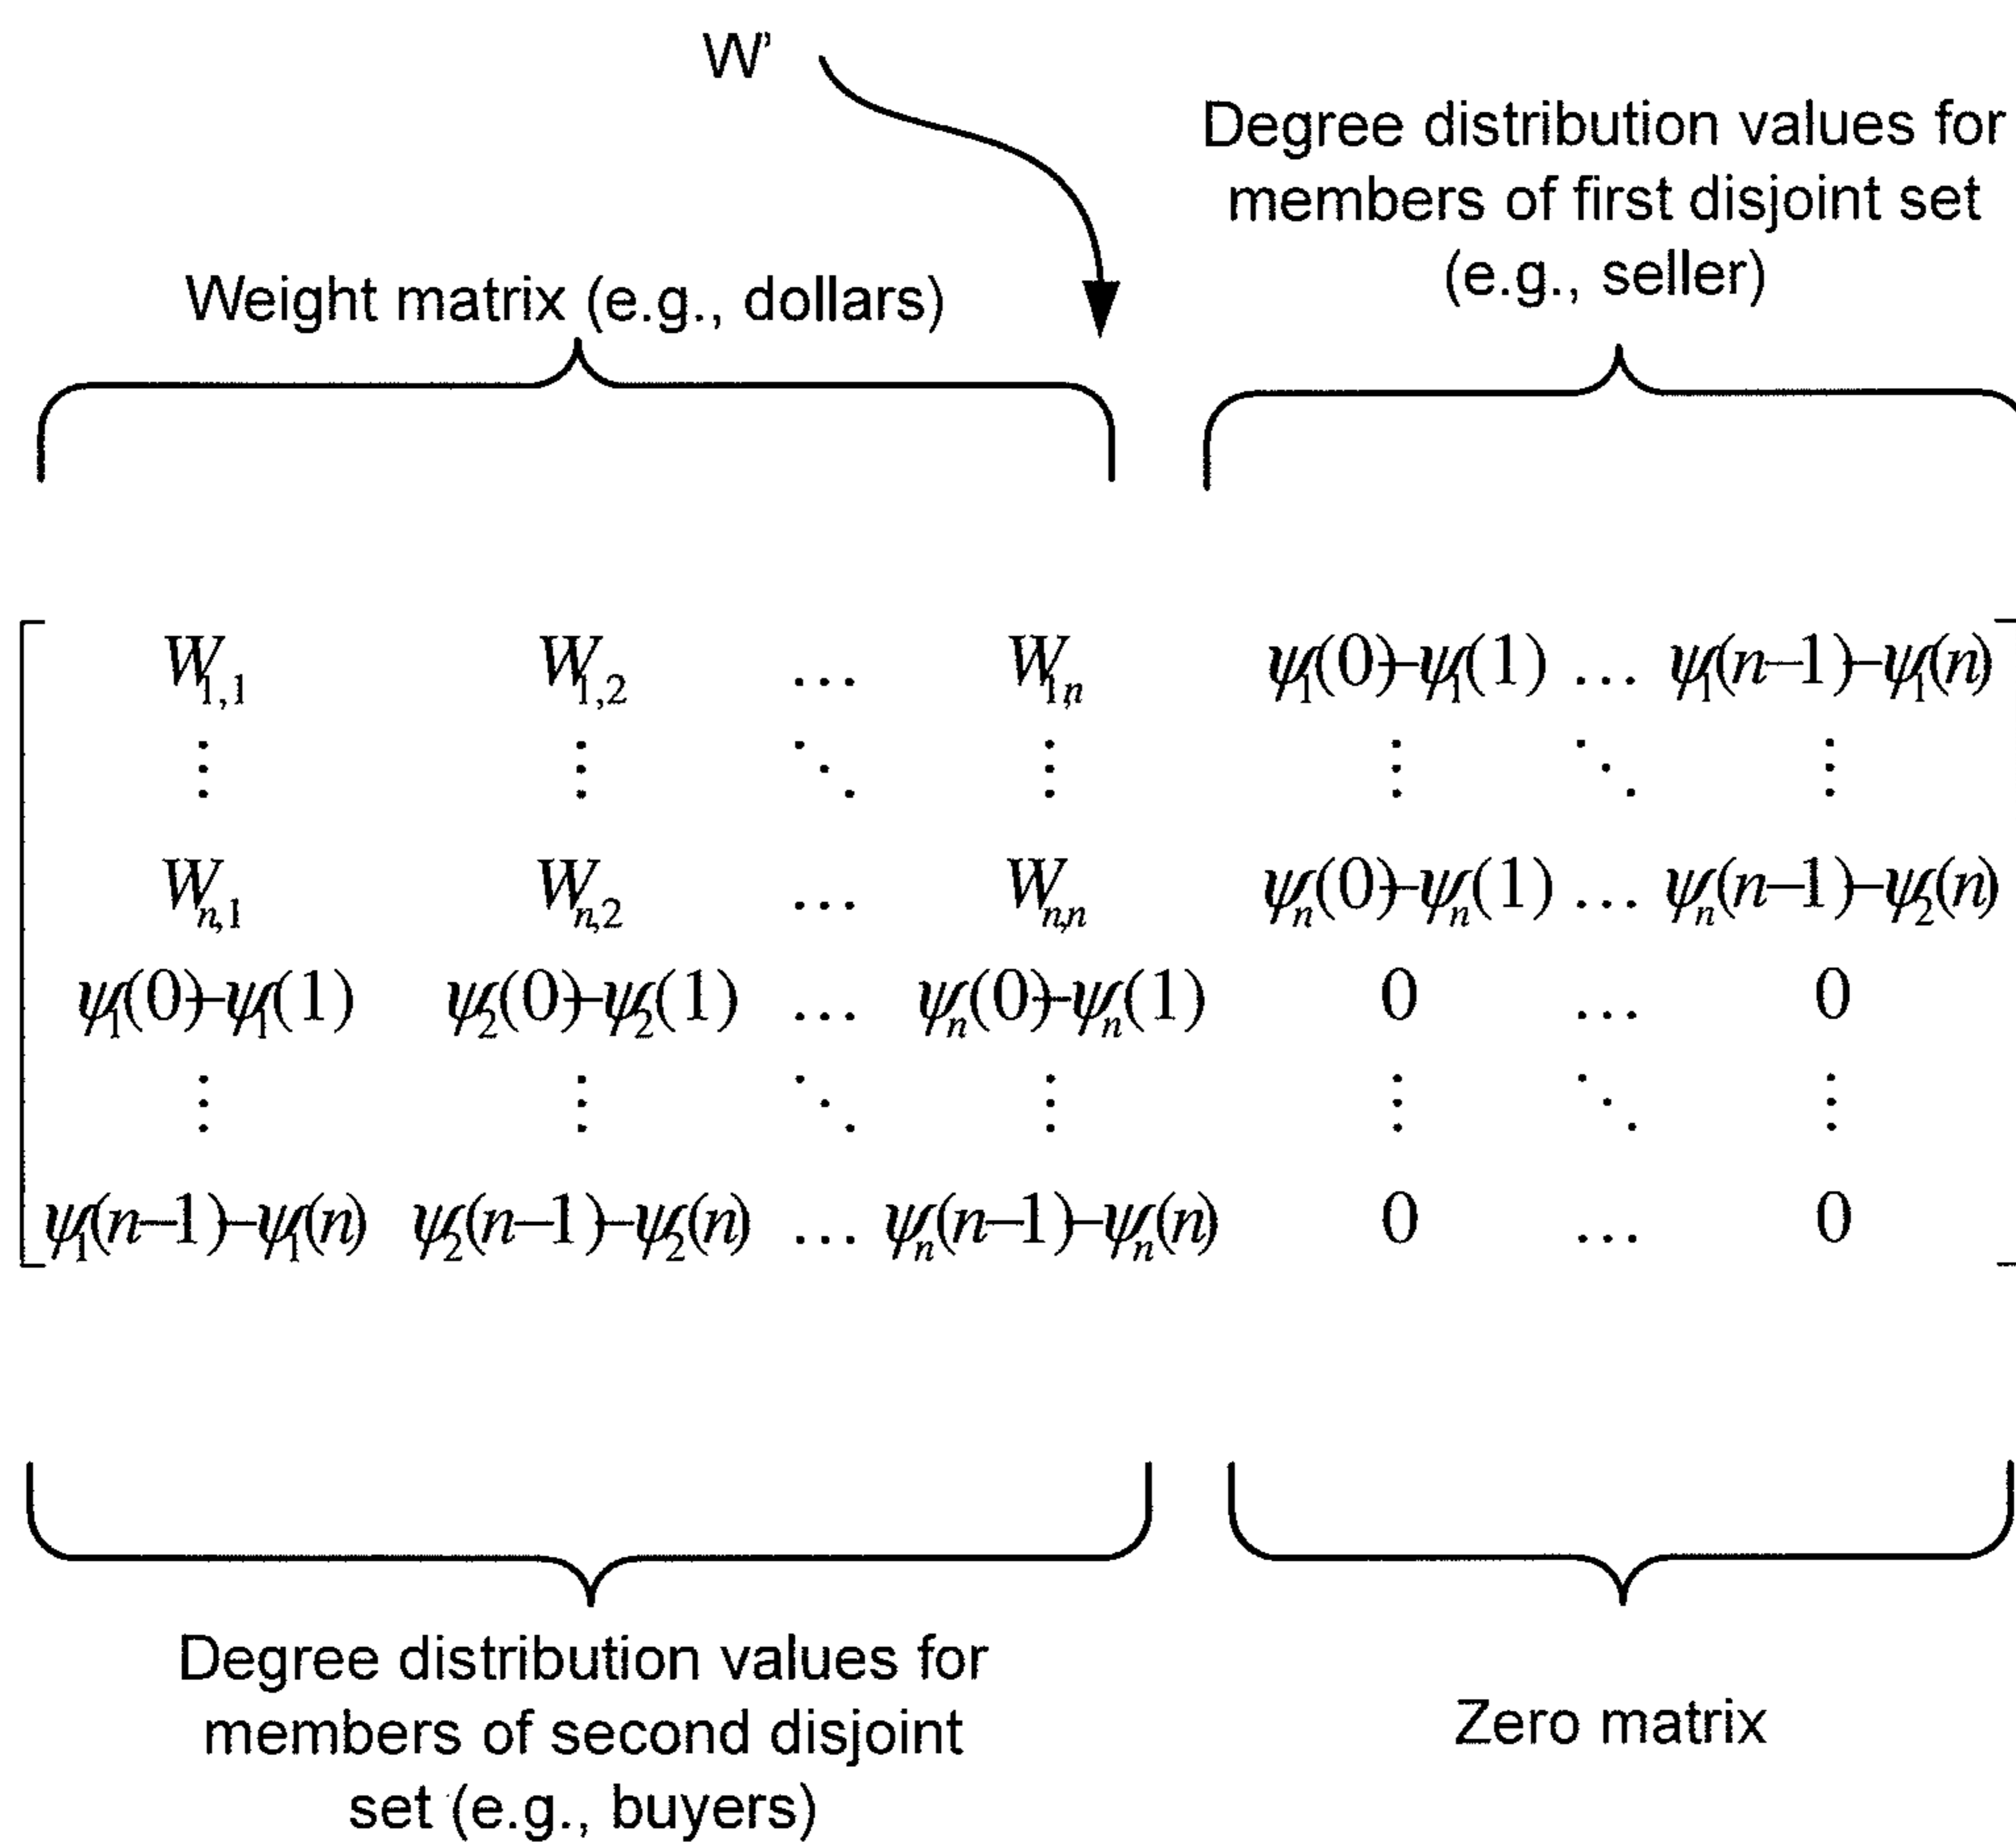 W'
Degree distribution values for
members of first disjoint set
(e.g., seller)
Weight matrix (e.g., dollars)
W1,1 W1,2 ... W1,n ψ1(0)–ψ1(1) ... ψ1(n–1)–ψ1(n)
Wn,1 Wn,2 ... Wn,n ψn(0)–ψn(1) ... ψn(n–1)–ψ2(n)
ψ1(0)–ψ1(1) ψ2(0)–ψ2(1) ... ψn(0)–ψn(1) 0 ... 0
ψ1(n–1)–ψ1(n) ψ2(n–1)–ψ2(n) ... ψn(n–1)–ψn(n) 0 ... 0
Degree distribution values for
members of second disjoint
set (e.g., buyers)
Zero matrix